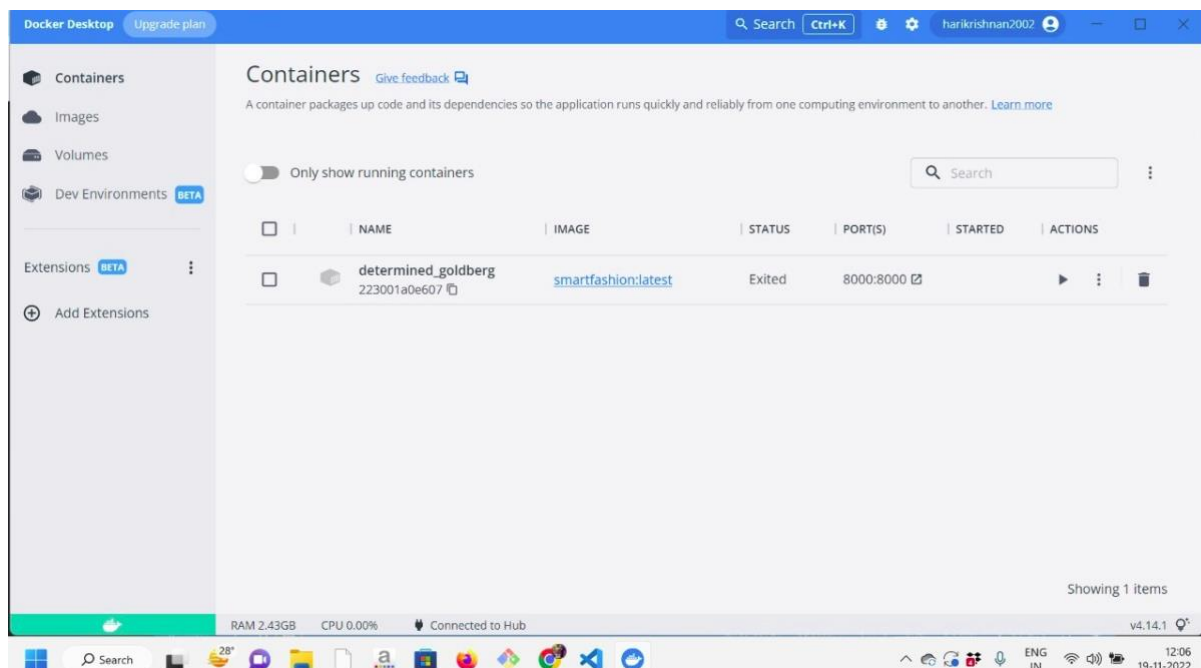 Docker Desktop Upgrade plan Search Ctrl+K harikrishnan2002
Containers
Images
Volumes
Dev Environments BETA
Extensions BETA
Add Extensions
Containers Give feedback
A container packages up code and its dependencies so the application runs quickly and reliably from one computing environment to another. Learn more
Only show running containers
Search
NAME IMAGE STATUS PORT(S) STARTED ACTIONS
determined_goldberg smartfashion:latest Exited 8000:8000
223001a0e607
Showing 1 items
RAM 2.43GB CPU 0.00% Connected to Hub v4.14.1
Search 28° a ENG 12:06
IN